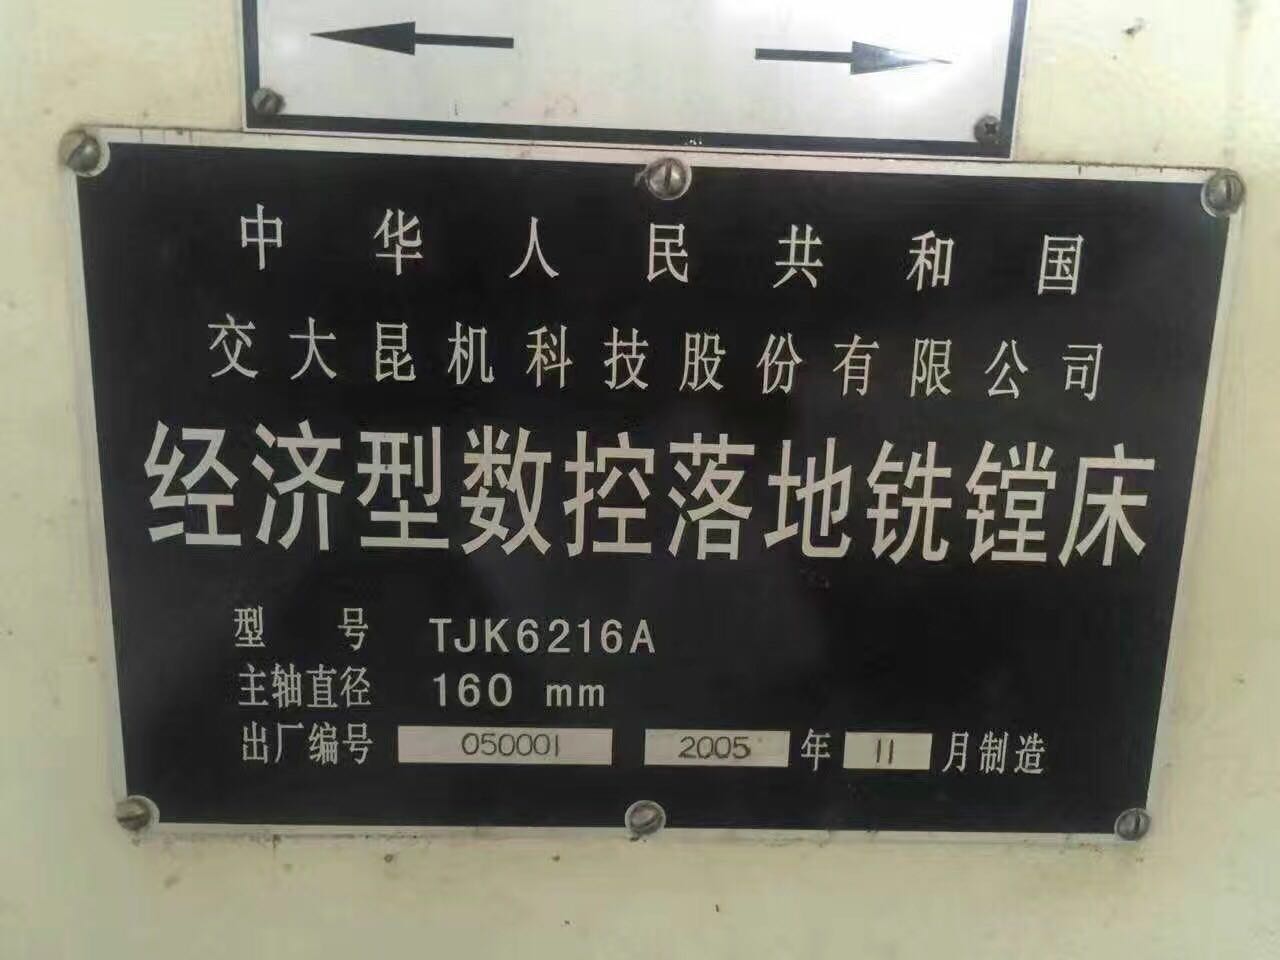 中华人民共和国
交大昆机科技股份有限公司
经济型数控落地铣镗床
型号 TJK6216A
主轴直径 160 mm
出厂编号 050001 2005 年 11 月制造